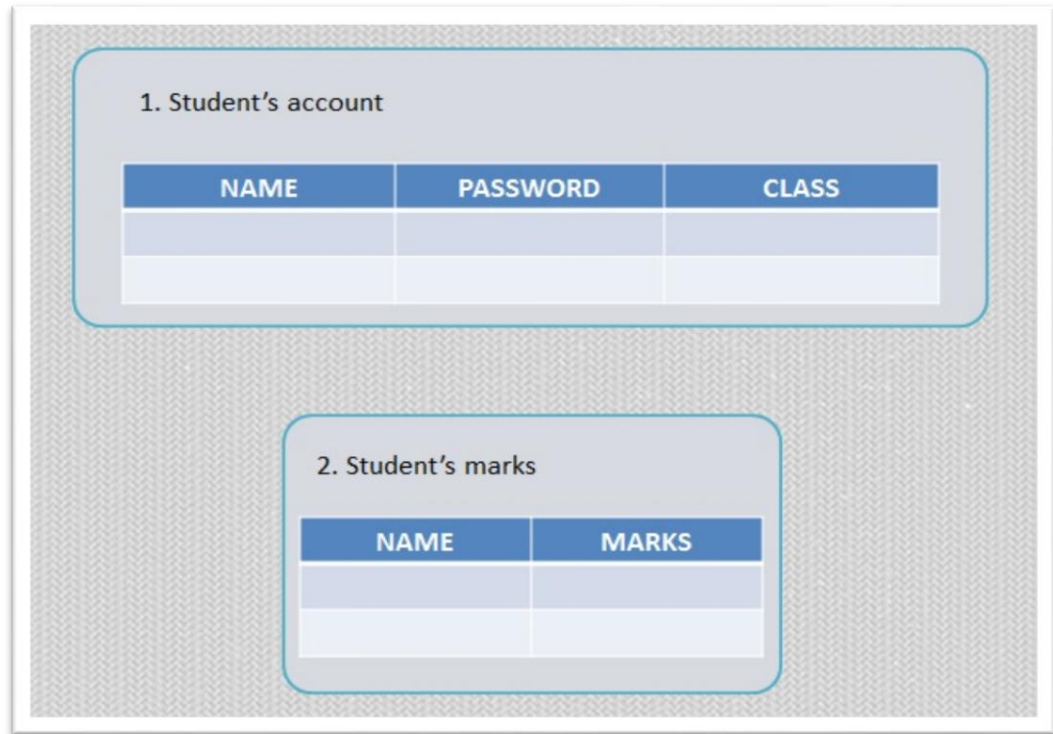 1. Student’s account
NAME PASSWORD CLASS
2. Student’s marks
NAME MARKS